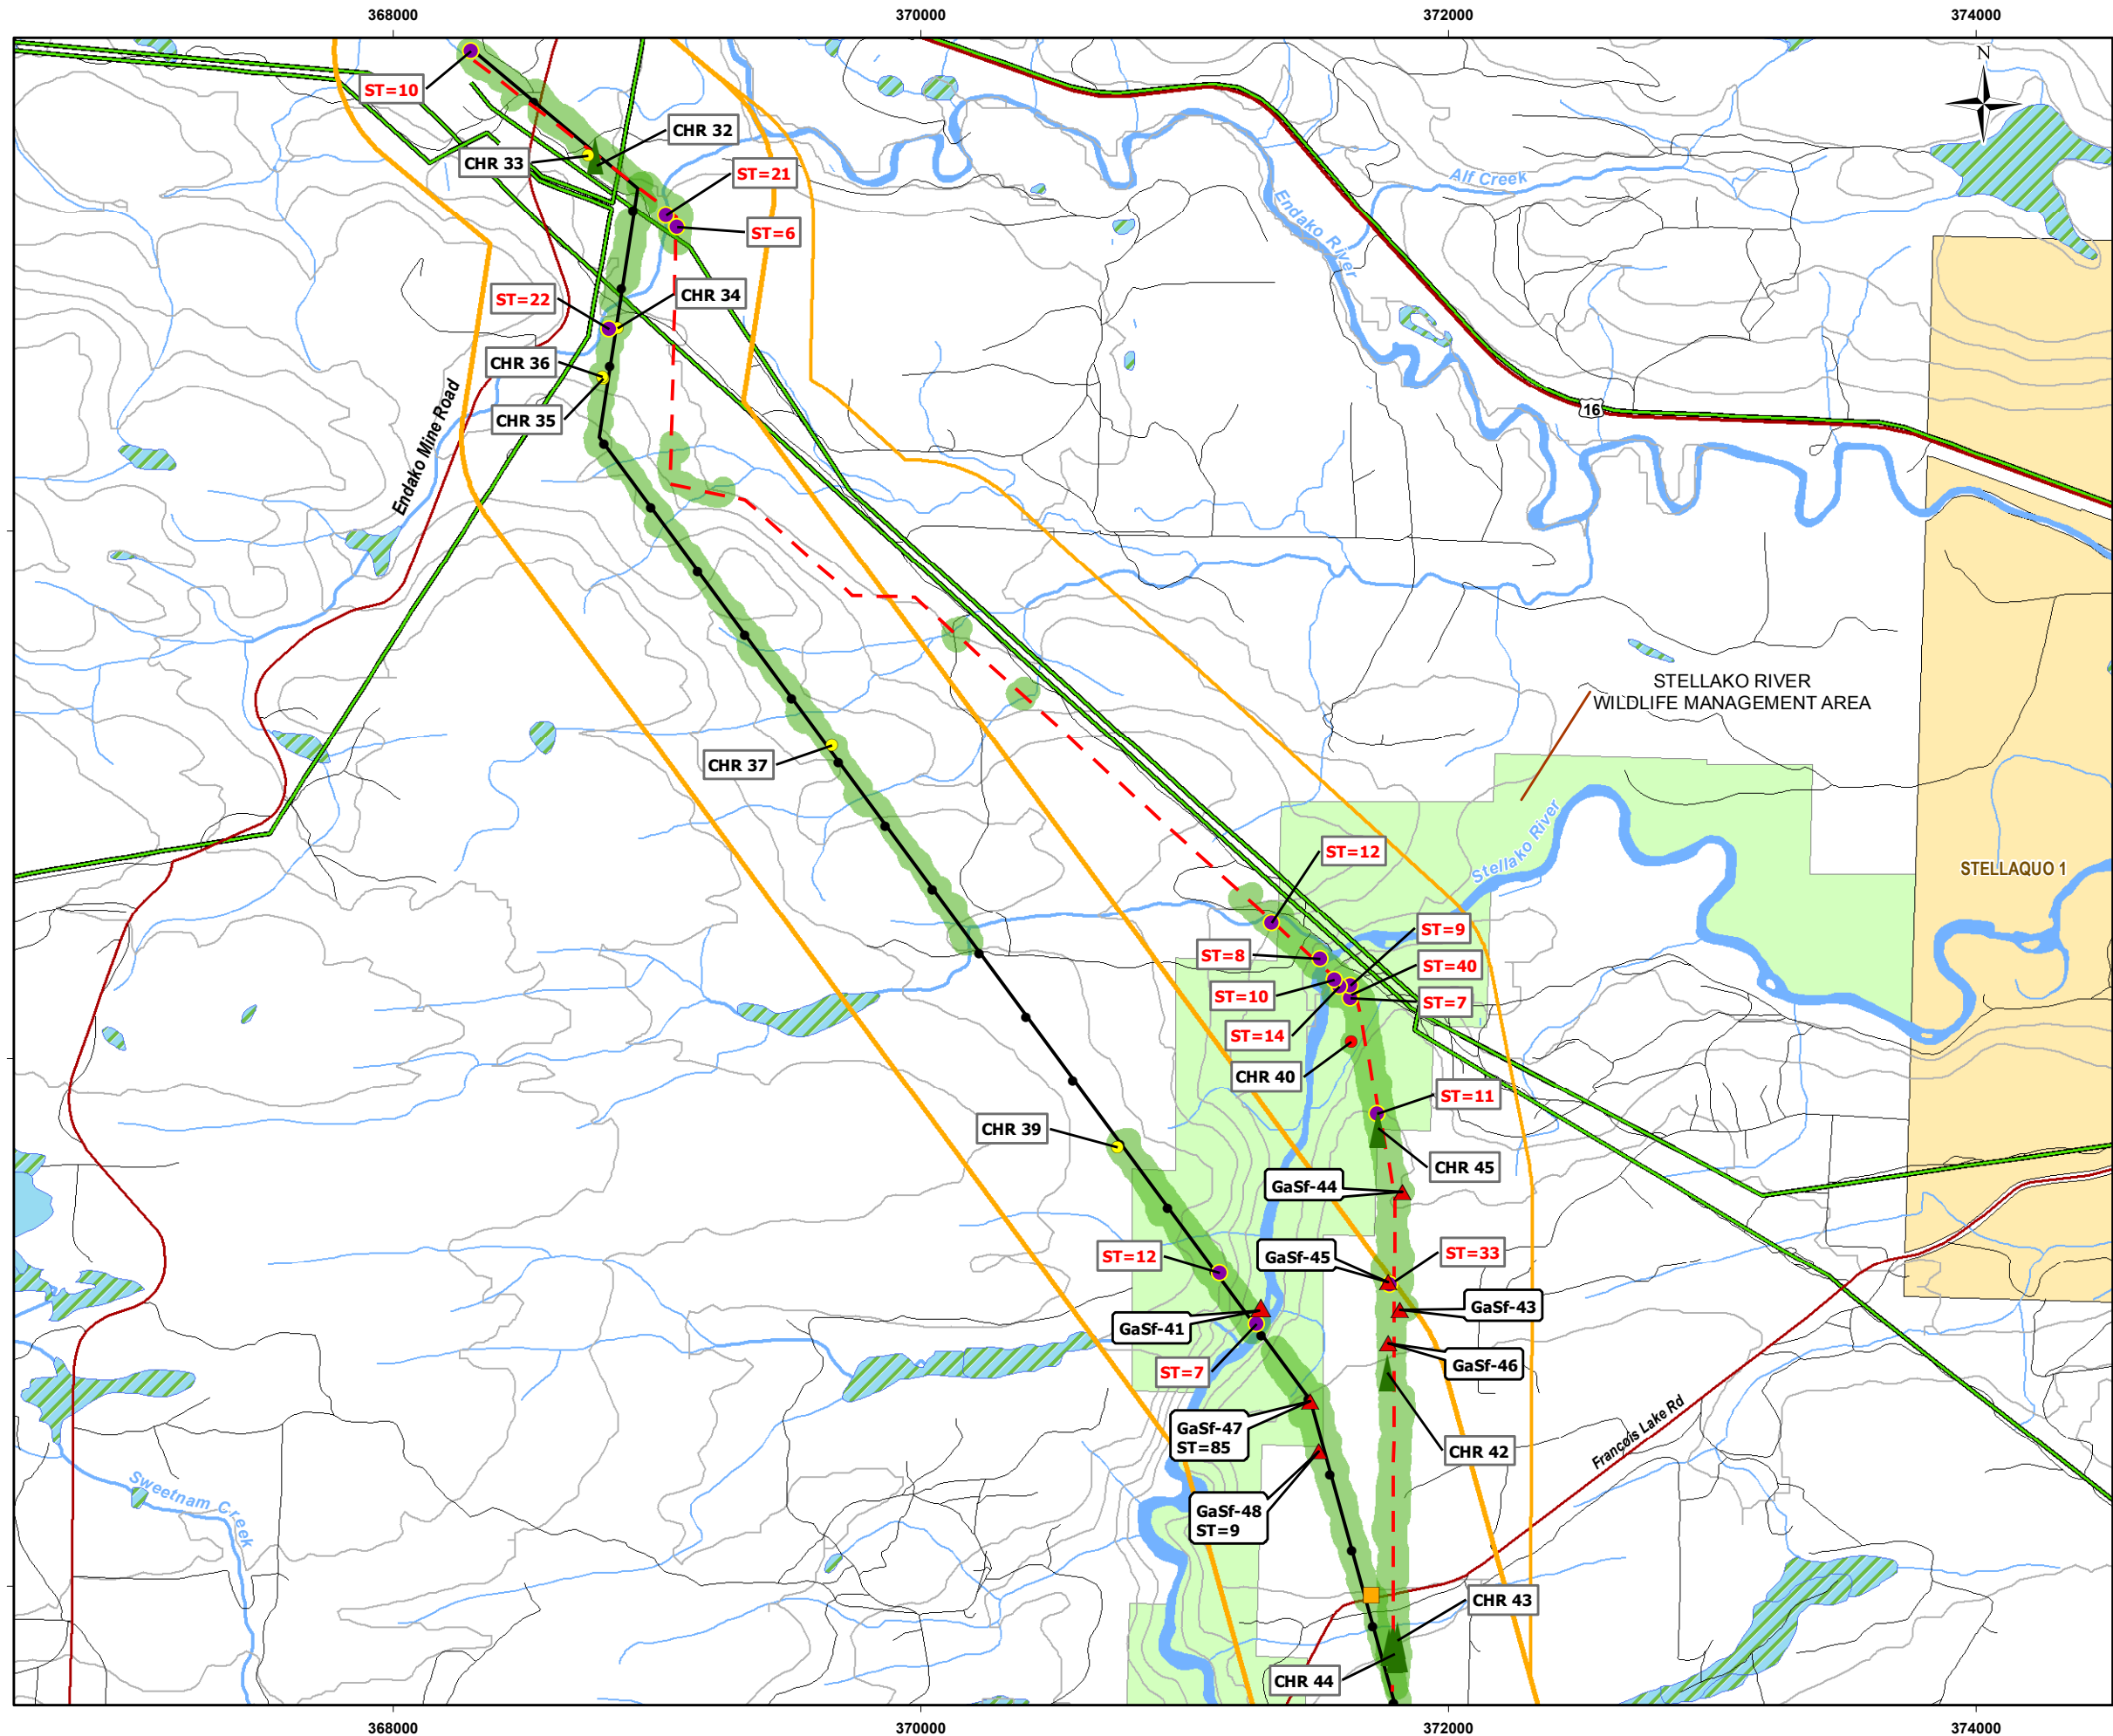 368000
370000
372000
374000
N
ST=10
CHR 32
CHR 33
ST=21
Alf Creek
ST=6
Endako River
ST=22
CHR 34
CHR 36
CHR 35
16
Endako Mine Road
STELLAKO RIVER
WILDLIFE MANAGEMENT AREA
CHR 37
Stellako River
ST=12
STELLAQUO 1
ST=9
ST=8
ST=40
ST=10
ST=7
ST=14
CHR 40
ST=11
CHR 39
CHR 45
GaSf-44
ST=12
GaSf-45
ST=33
GaSf-43
GaSf-41
GaSf-46
ST=7
GaSf-47
ST=85
CHR 42
François Lake Rd
GaSf-48
ST=9
Sweetnam Creek
CHR 43
CHR 44
368000
370000
372000
374000